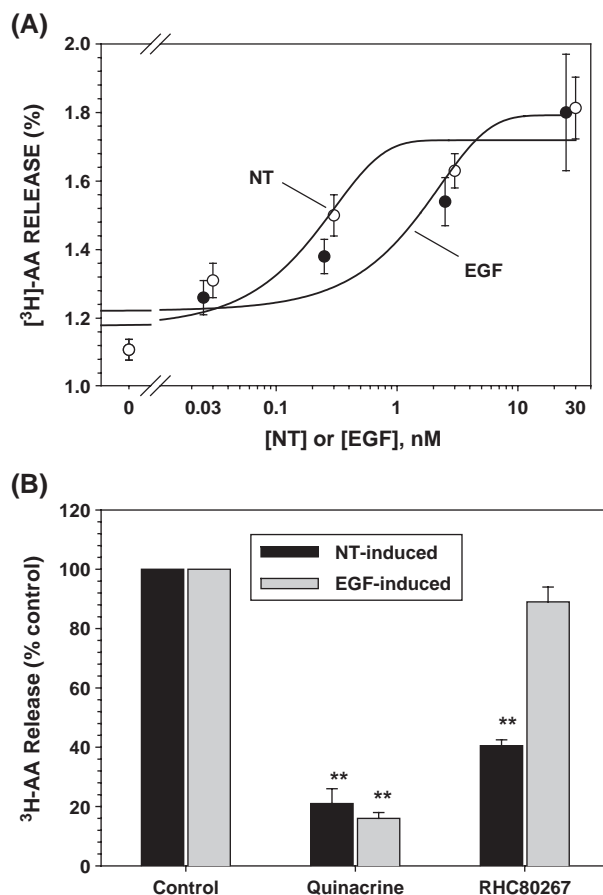 (A)
[³H]-AA RELEASE (%)
2.0
1.8
1.6
1.4
1.2
1.0
NT
EGF
0 0.03 0.1 1 10 30
[NT] or [EGF], nM
(B)
³H-AA Release (% control)
120
100
80
60
40
20
0
NT-induced
EGF-induced
** ** **
Control Quinacrine RHC80267